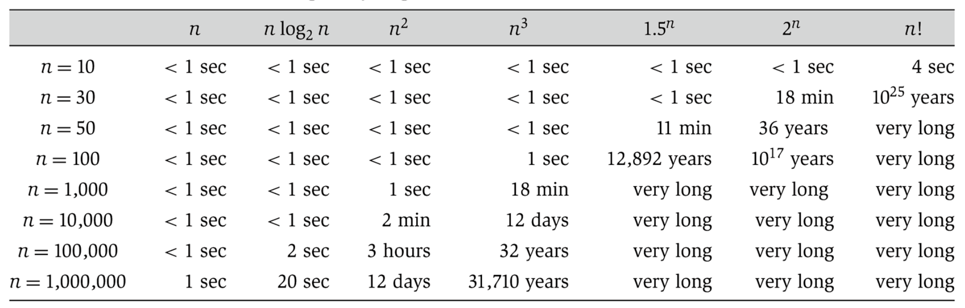 n n log₂ n n² n³ 1.5ⁿ 2ⁿ n!
n = 10 < 1 sec < 1 sec < 1 sec < 1 sec < 1 sec < 1 sec 4 sec
n = 30 < 1 sec < 1 sec < 1 sec < 1 sec < 1 sec 18 min 10²⁵ years
n = 50 < 1 sec < 1 sec < 1 sec < 1 sec 11 min 36 years very long
n = 100 < 1 sec < 1 sec < 1 sec 1 sec 12,892 years 10¹⁷ years very long
n = 1,000 < 1 sec < 1 sec 1 sec 18 min very long very long very long
n = 10,000 < 1 sec < 1 sec 2 min 12 days very long very long very long
n = 100,000 < 1 sec 2 sec 3 hours 32 years very long very long very long
n = 1,000,000 1 sec 20 sec 12 days 31,710 years very long very long very long